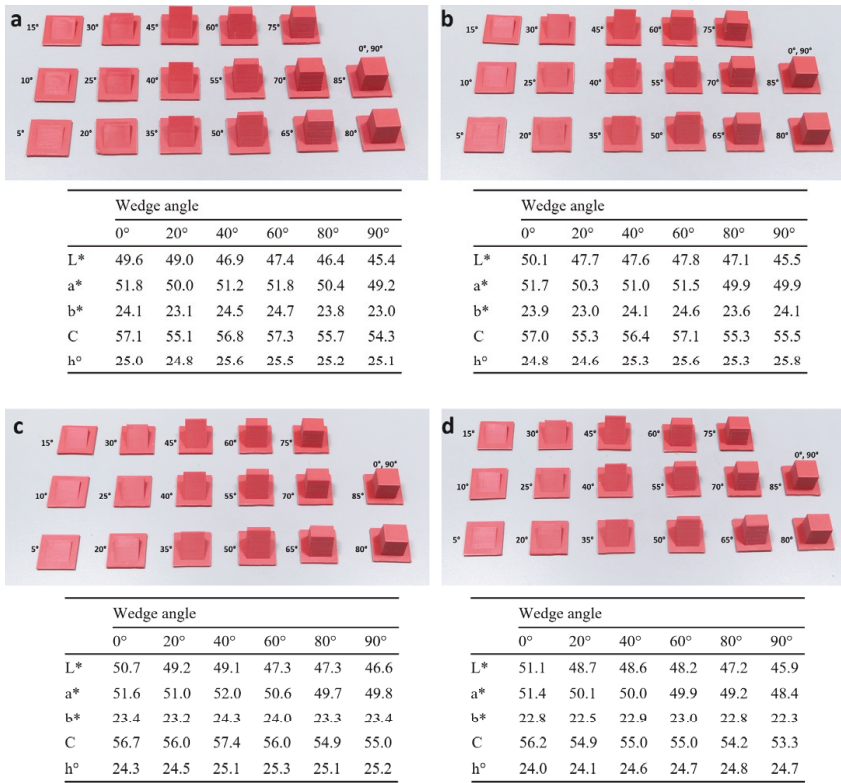 a
15° 30° 45° 60° 75°
0°, 90°
10° 25° 40° 55° 70° 85°
5° 20° 35° 50° 65° 80°
Wedge angle
0° 20° 40° 60° 80° 90°
L* 49.6 49.0 46.9 47.4 46.4 45.4
a* 51.8 50.0 51.2 51.8 50.4 49.2
b* 24.1 23.1 24.5 24.7 23.8 23.0
C 57.1 55.1 56.8 57.3 55.7 54.3
h° 25.0 24.8 25.6 25.5 25.2 25.1
b
15° 30° 45° 60° 75°
0°, 90°
10° 25° 40° 55° 70° 85°
5° 20° 35° 50° 65° 80°
Wedge angle
0° 20° 40° 60° 80° 90°
L* 50.1 47.7 47.6 47.8 47.1 45.5
a* 51.7 50.3 51.0 51.5 49.9 49.9
b* 23.9 23.0 24.1 24.6 23.6 24.1
C 57.0 55.3 56.4 57.1 55.3 55.5
h° 24.8 24.6 25.3 25.6 25.3 25.8
c
15° 30° 45° 60° 75°
0°, 90°
10° 25° 40° 55° 70° 85°
5° 20° 35° 50° 65° 80°
Wedge angle
0° 20° 40° 60° 80° 90°
L* 50.7 49.2 49.1 47.3 47.3 46.6
a* 51.6 51.0 52.0 50.6 49.7 49.8
b* 23.4 23.2 24.3 24.0 23.3 23.4
C 56.7 56.0 57.4 56.0 54.9 55.0
h° 24.3 24.5 25.1 25.3 25.1 25.2
d
15° 30° 45° 60° 75°
0°, 90°
10° 25° 40° 55° 70° 85°
5° 20° 35° 50° 65° 80°
Wedge angle
0° 20° 40° 60° 80° 90°
L* 51.1 48.7 48.6 48.2 47.2 45.9
a* 51.4 50.1 50.0 49.9 49.2 48.4
b* 22.8 22.5 22.9 23.0 22.8 22.3
C 56.2 54.9 55.0 55.0 54.2 53.3
h° 24.0 24.1 24.6 24.7 24.8 24.7